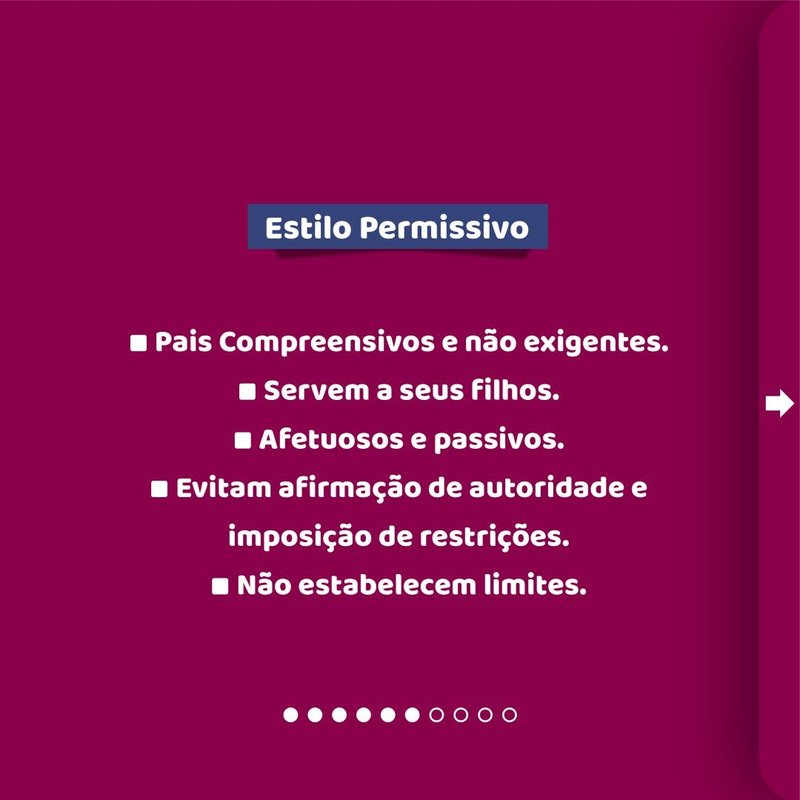 Estilo Permissivo
■ Pais Compreensivos e não exigentes.
■ Servem a seus filhos.
■ Afetuosos e passivos.
■ Evitam afirmação de autoridade e
imposição de restrições.
■ Não estabelecem limites.